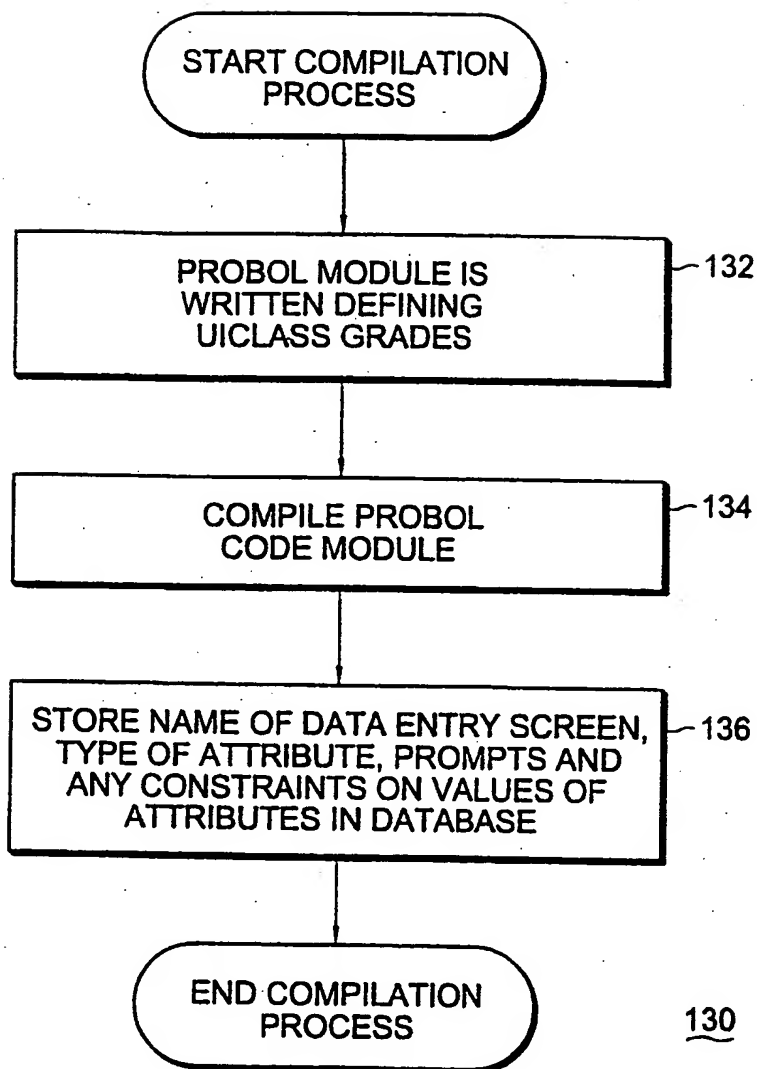 START COMPILATION
PROCESS
PROBOL MODULE IS
WRITTEN DEFINING
UICLASS GRADES
132
COMPILE PROBOL
CODE MODULE
134
STORE NAME OF DATA ENTRY SCREEN,
TYPE OF ATTRIBUTE, PROMPTS AND
ANY CONSTRAINTS ON VALUES OF
ATTRIBUTES IN DATABASE
136
END COMPILATION
PROCESS
130